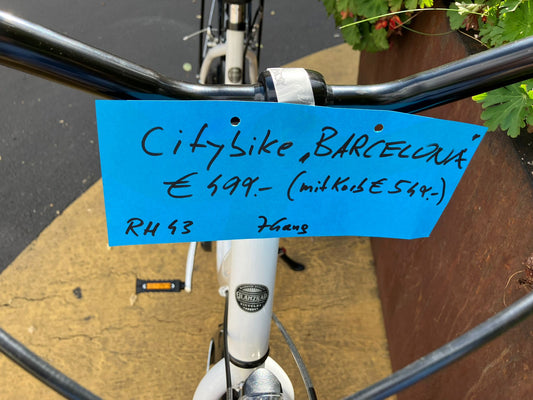 Citybike „BARCELONA“
€ 499.- (mit Korb € 549.-)
RH 43 7Gang